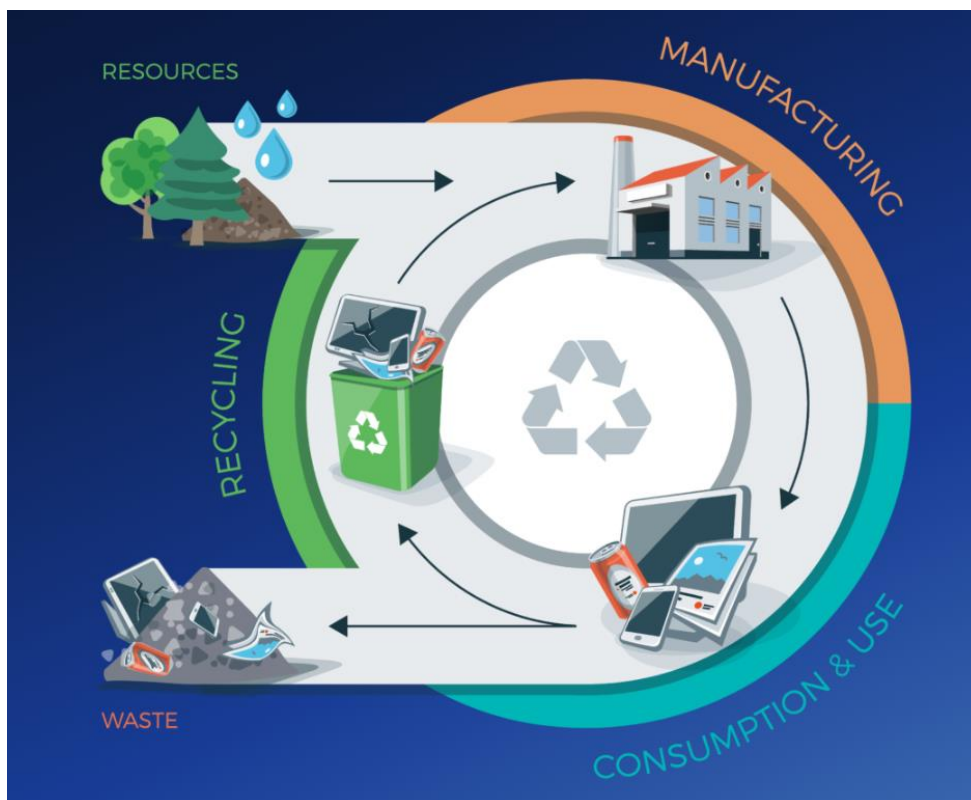 RESOURCES
MANUFACTURING
RECYCLING
WASTE
CONSUMPTION & USE